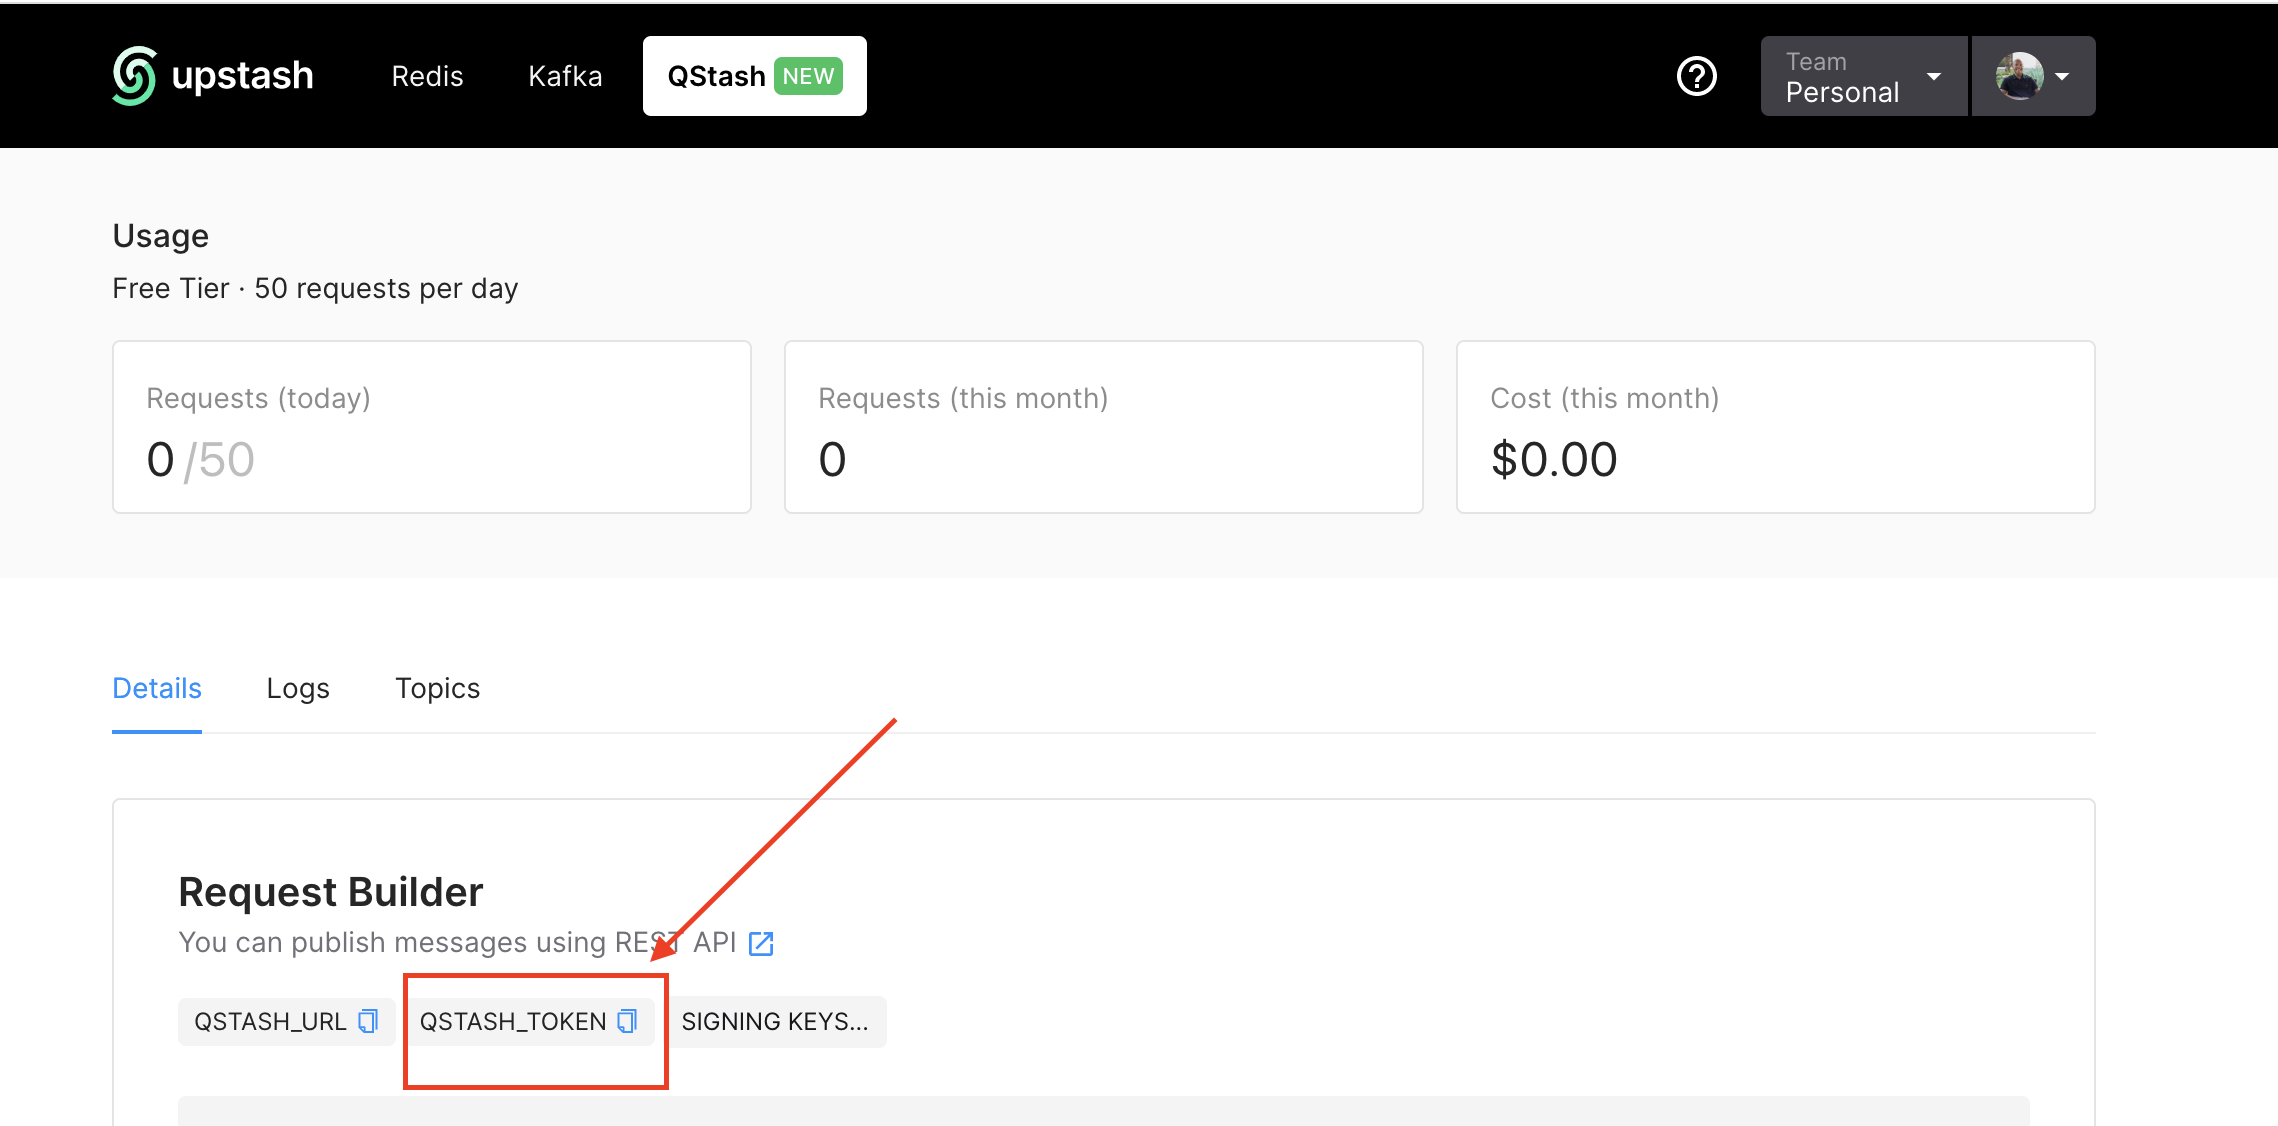 upstash
Redis
Kafka
QStash NEW
Team
Personal
Usage
Free Tier · 50 requests per day
Requests (today)
0 /50
Requests (this month)
0
Cost (this month)
$0.00
Details
Logs
Topics
Request Builder
You can publish messages using REST API
QSTASH_URL
QSTASH_TOKEN
SIGNING KEYS...